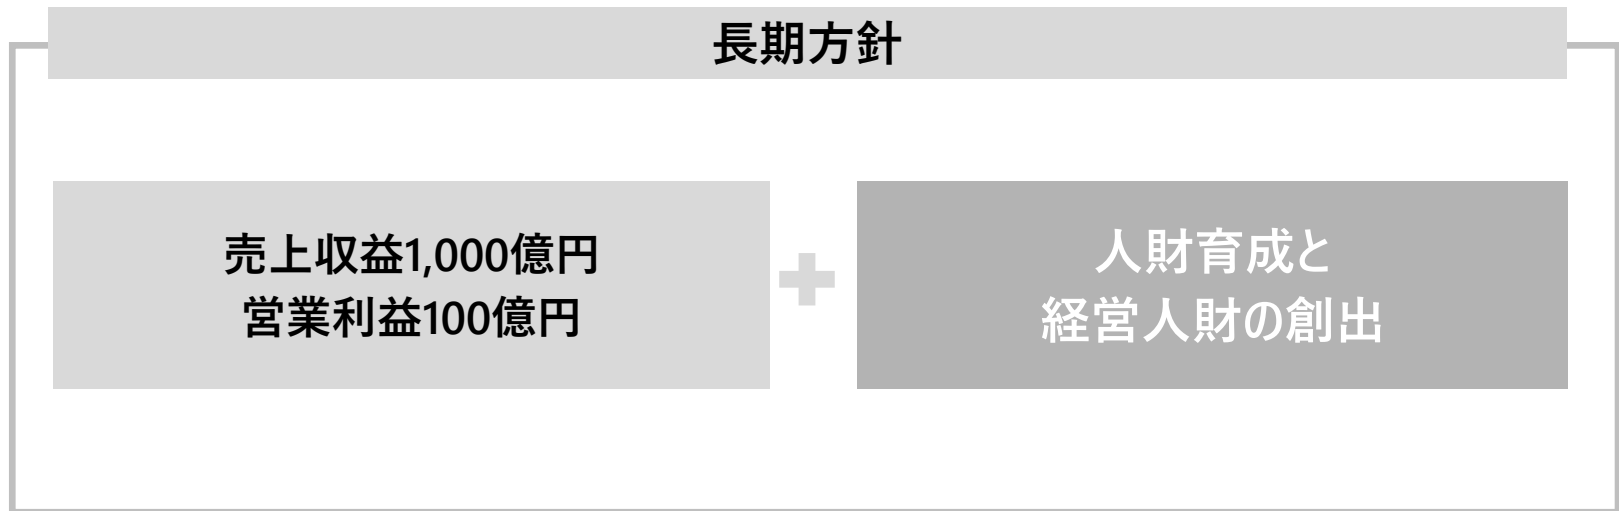 長期方針
売上収益1,000億円
営業利益100億円
人財育成と
経営人財の創出